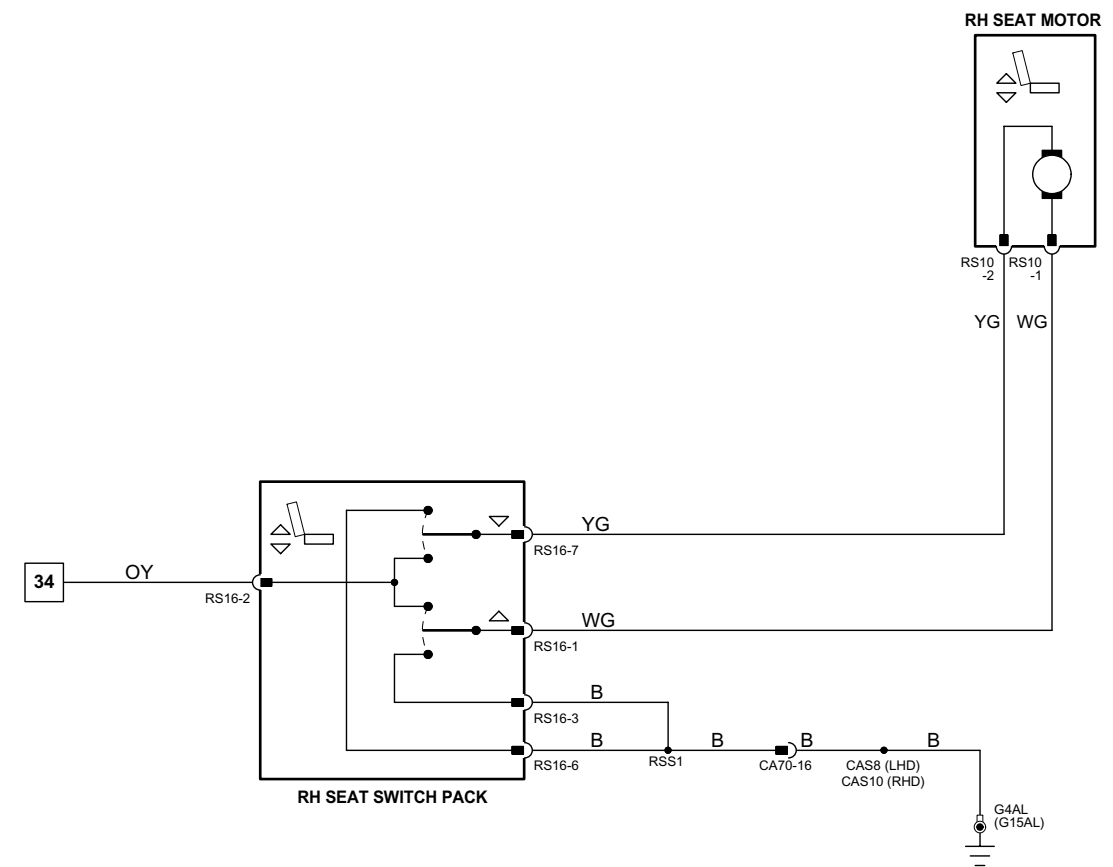 RH SEAT MOTOR
RS10
-2
RS10
-1
YG
WG
34
OY
RS16-2
YG
RS16-7
WG
RS16-1
B
RS16-3
B
RS16-6
RSS1
B
CA70-16
B
CAS8 (LHD)
CAS10 (RHD)
B
G4AL
(G15AL)
RH SEAT SWITCH PACK